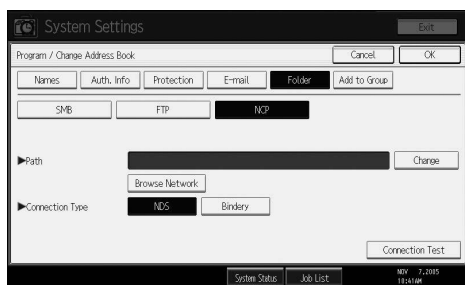 System Settings
Exit
Program / Change Address Book
Cancel
OK
Names
Auth. Info
Protection
E-mail
Folder
Add to Group
SMB
FTP
NCP
▶Path
Change
Browse Network
▶Connection Type
NDS
Bindery
Connection Test
System Status
Job List
NOV 7,2005
10:41AM